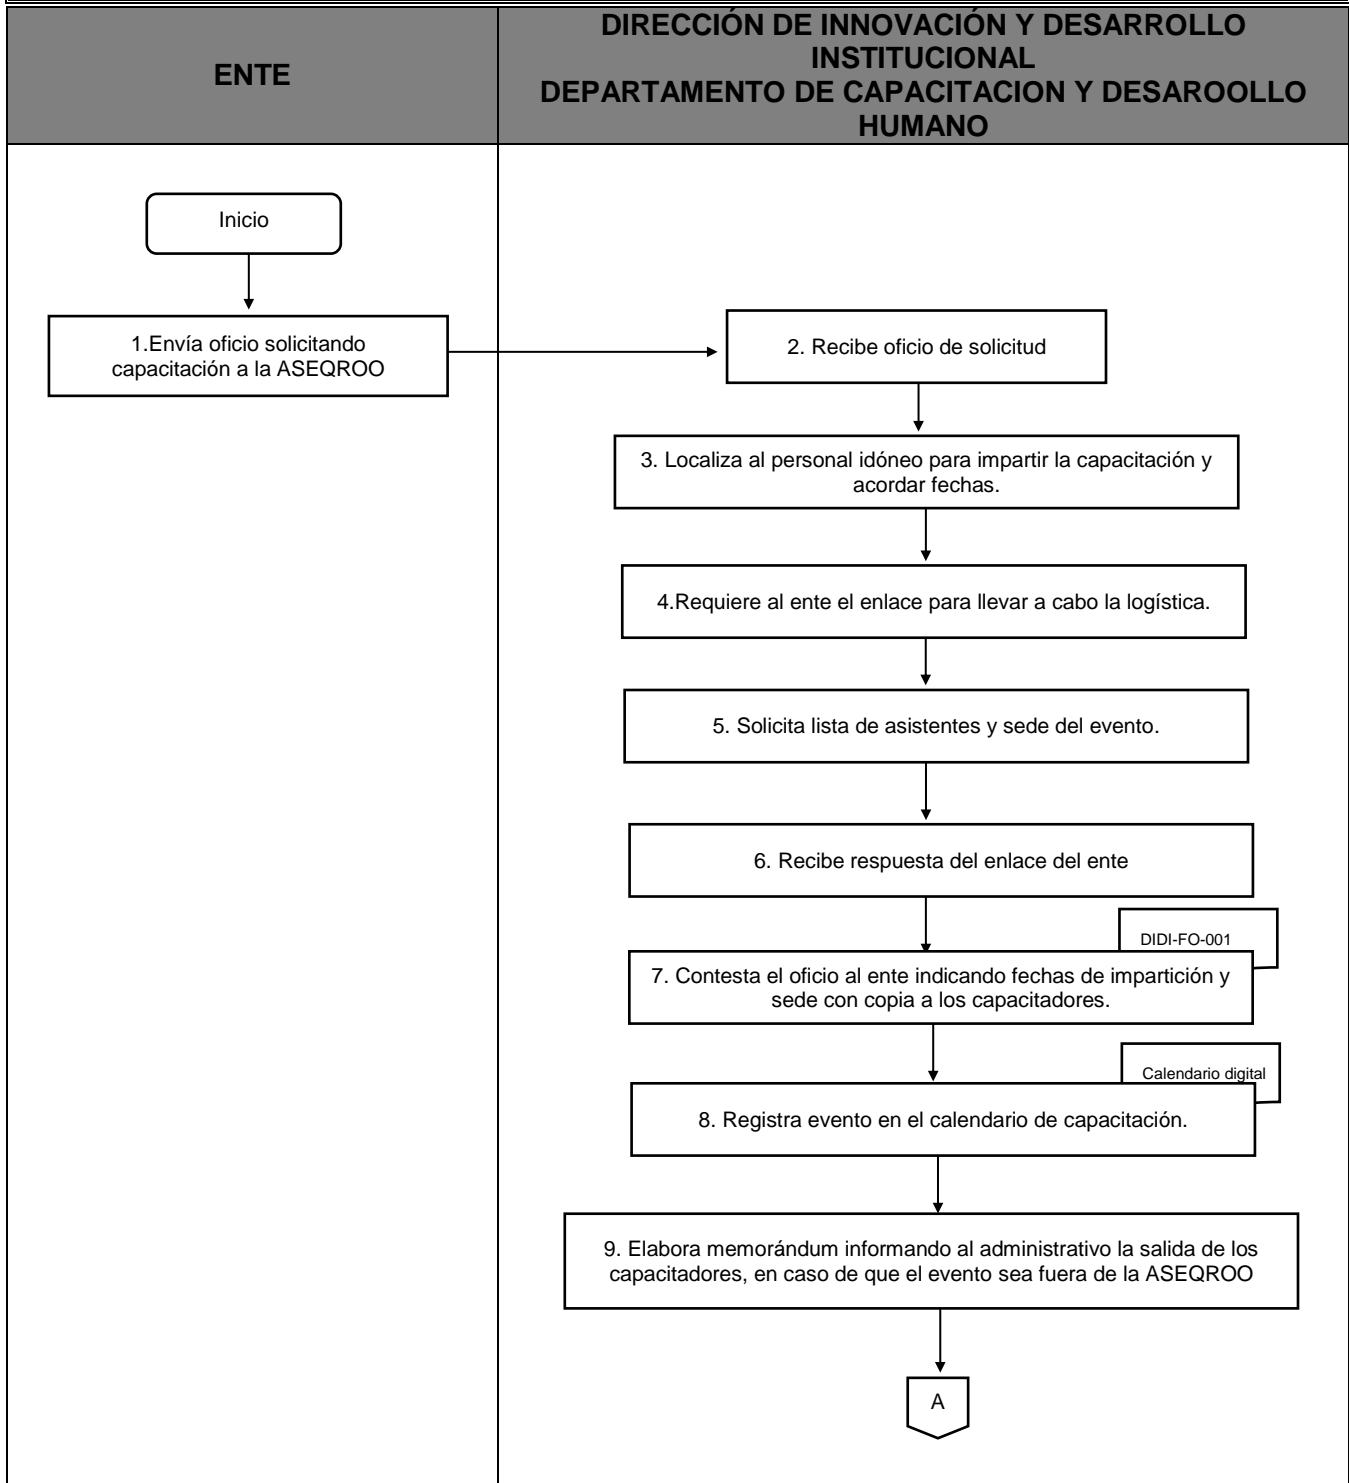 ENTE
DIRECCIÓN DE INNOVACIÓN Y DESARROLLO
INSTITUCIONAL
DEPARTAMENTO DE CAPACITACION Y DESAROOLLO
HUMANO
Inicio
1.Envía oficio solicitando
capacitación a la ASEQROO
2. Recibe oficio de solicitud
3. Localiza al personal idóneo para impartir la capacitación y
acordar fechas.
4.Requiere al ente el enlace para llevar a cabo la logística.
5. Solicita lista de asistentes y sede del evento.
6. Recibe respuesta del enlace del ente
DIDI-FO-001
7. Contesta el oficio al ente indicando fechas de impartición y
sede con copia a los capacitadores.
Calendario digital
8. Registra evento en el calendario de capacitación.
9. Elabora memorándum informando al administrativo la salida de los
capacitadores, en caso de que el evento sea fuera de la ASEQROO
A